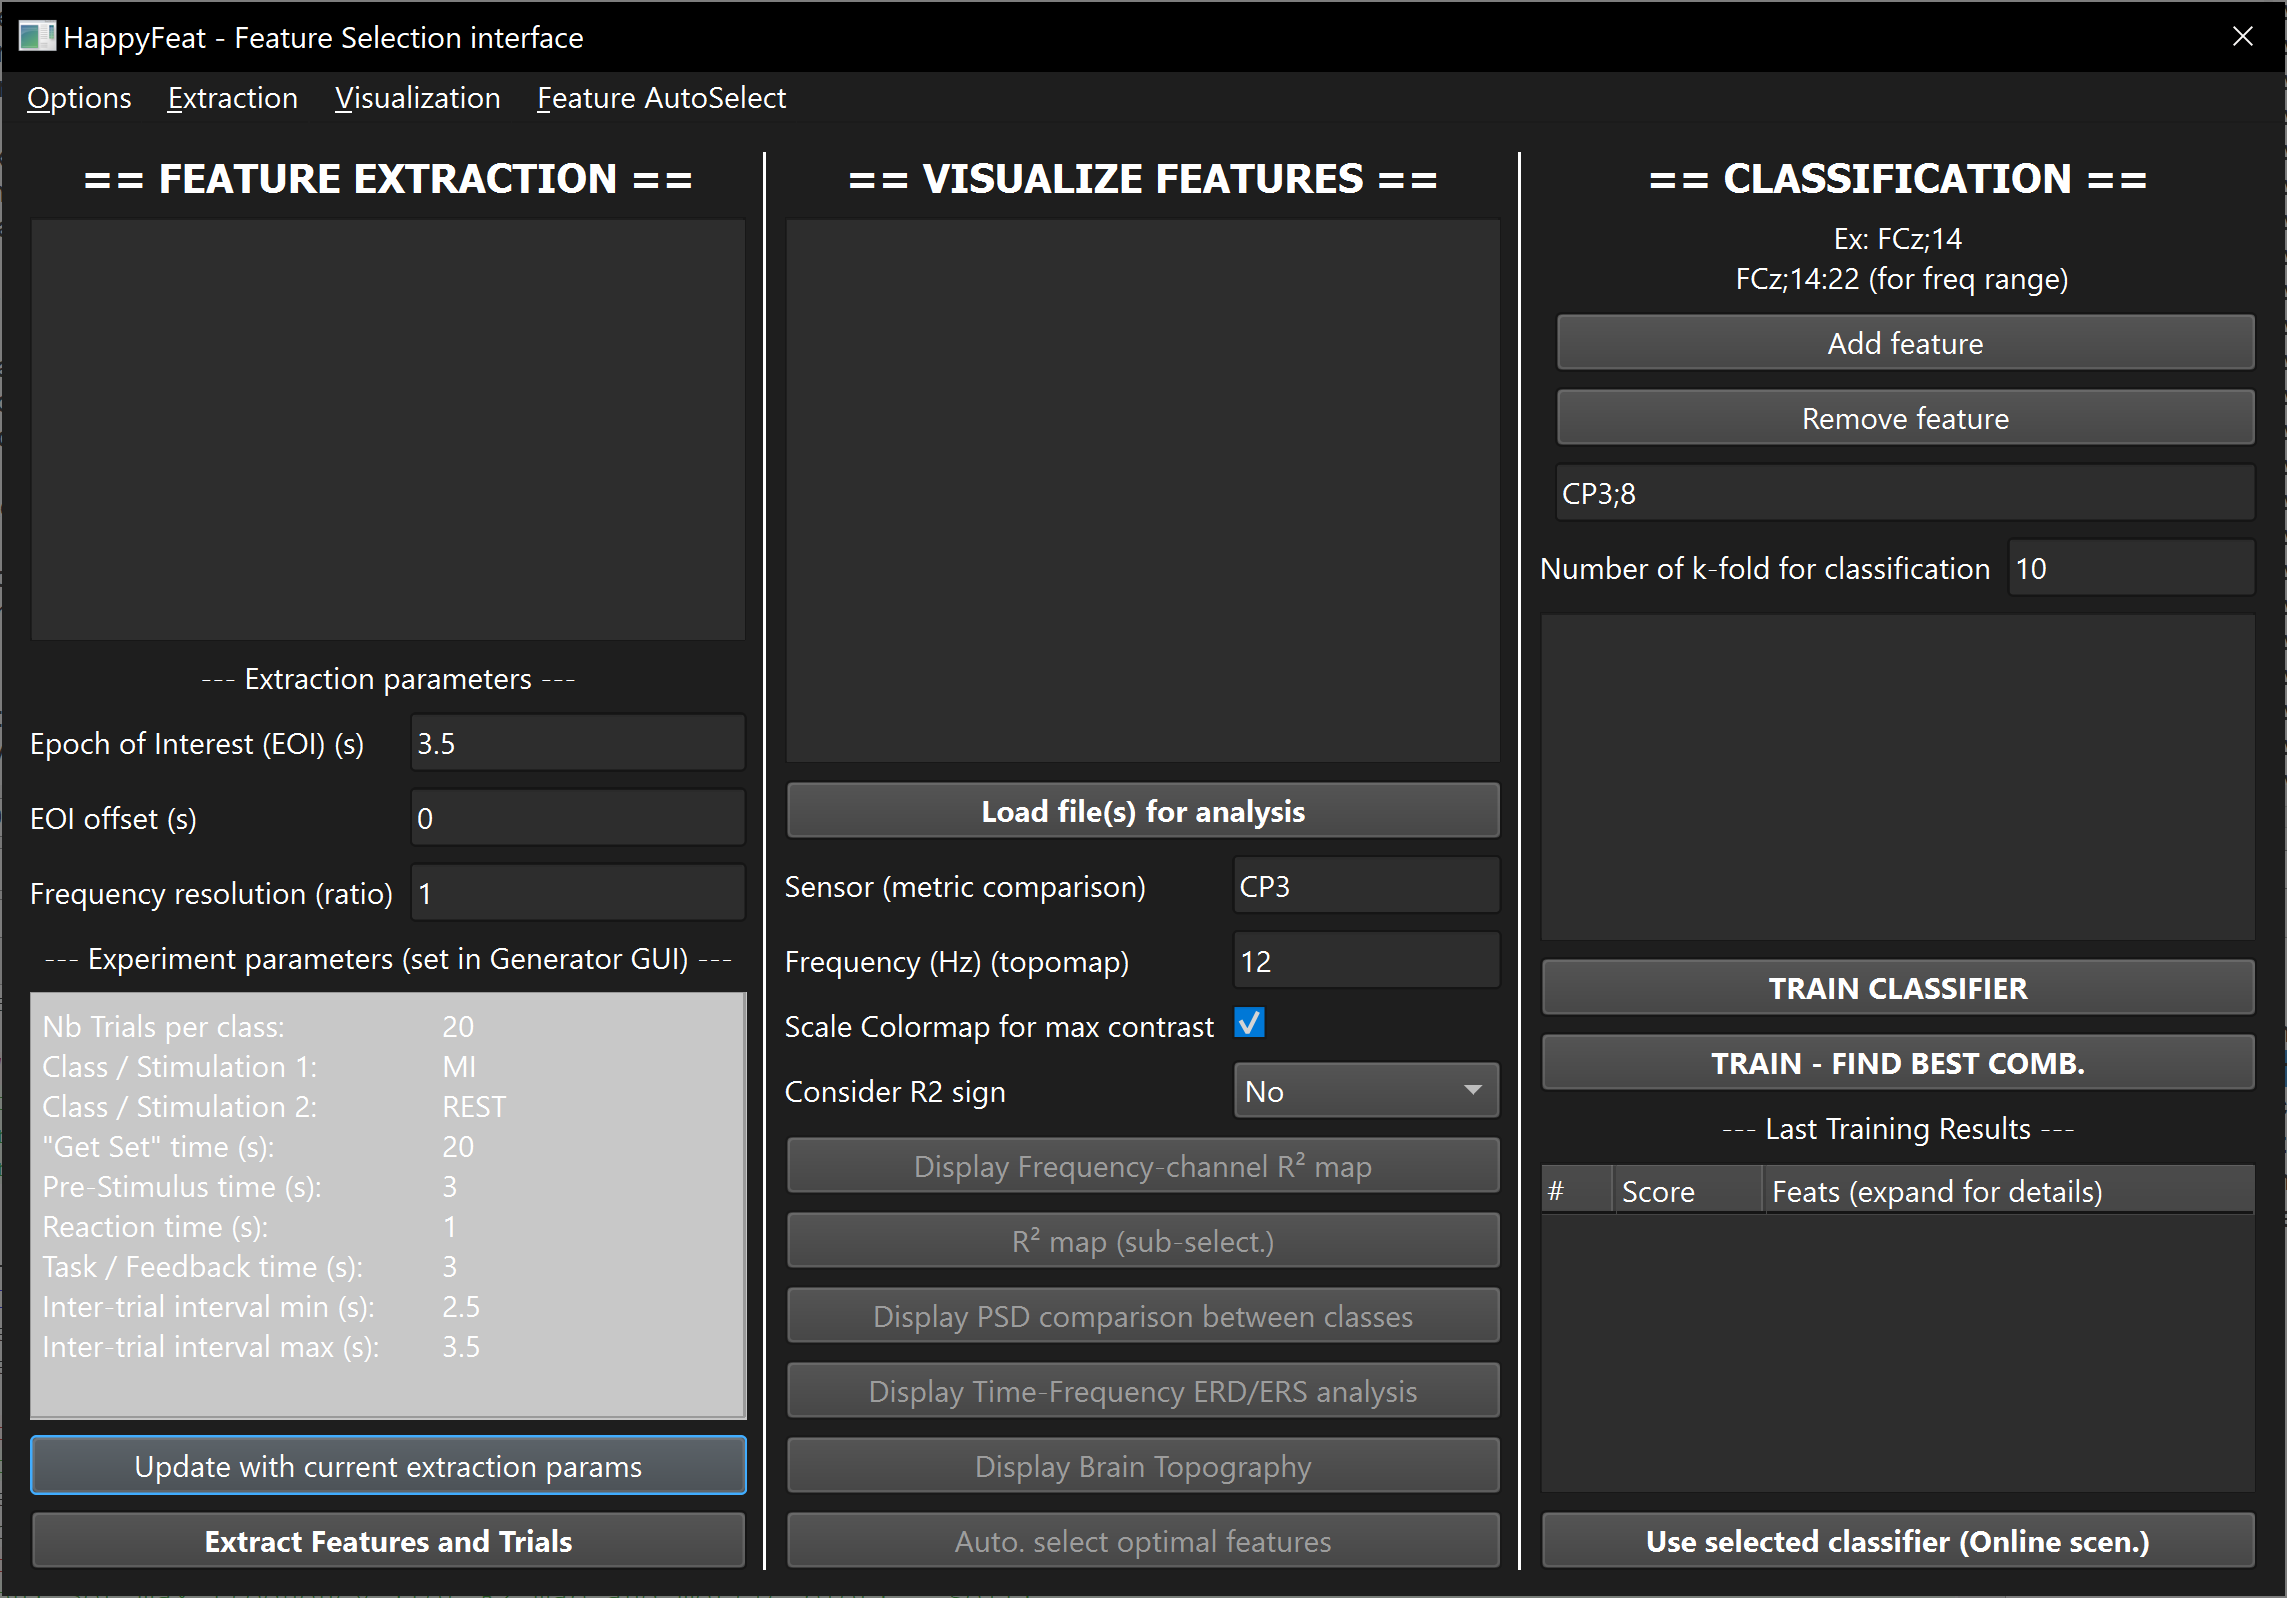 HappyFeat - Feature Selection interface
Options Extraction Visualization Feature AutoSelect
== FEATURE EXTRACTION ==
--- Extraction parameters ---
Epoch of Interest (EOI) (s) 3.5
EOI offset (s) 0
Frequency resolution (ratio) 1
--- Experiment parameters (set in Generator GUI) ---
Nb Trials per class: 20
Class / Stimulation 1: MI
Class / Stimulation 2: REST
"Get Set" time (s): 20
Pre-Stimulus time (s): 3
Reaction time (s): 1
Task / Feedback time (s): 3
Inter-trial interval min (s): 2.5
Inter-trial interval max (s): 3.5
Update with current extraction params
Extract Features and Trials
== VISUALIZE FEATURES ==
Load file(s) for analysis
Sensor (metric comparison) CP3
Frequency (Hz) (topomap) 12
Scale Colormap for max contrast
Consider R2 sign No
Display Frequency-channel R² map
R² map (sub-select.)
Display PSD comparison between classes
Display Time-Frequency ERD/ERS analysis
Display Brain Topography
Auto. select optimal features
== CLASSIFICATION ==
Ex: FCz;14
FCz;14:22 (for freq range)
Add feature
Remove feature
CP3;8
Number of k-fold for classification 10
TRAIN CLASSIFIER
TRAIN - FIND BEST COMB.
--- Last Training Results ---
# Score Feats (expand for details)
Use selected classifier (Online scen.)